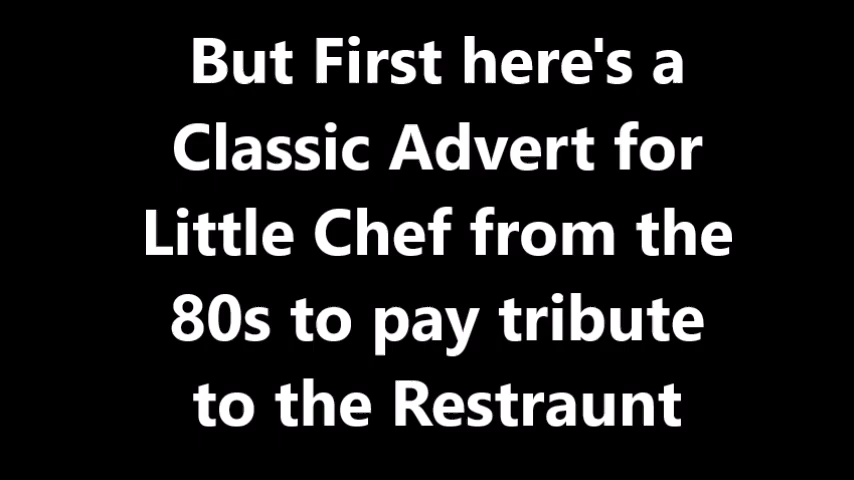 But First here's a
Classic Advert for
Little Chef from the
80s to pay tribute
to the Restraunt